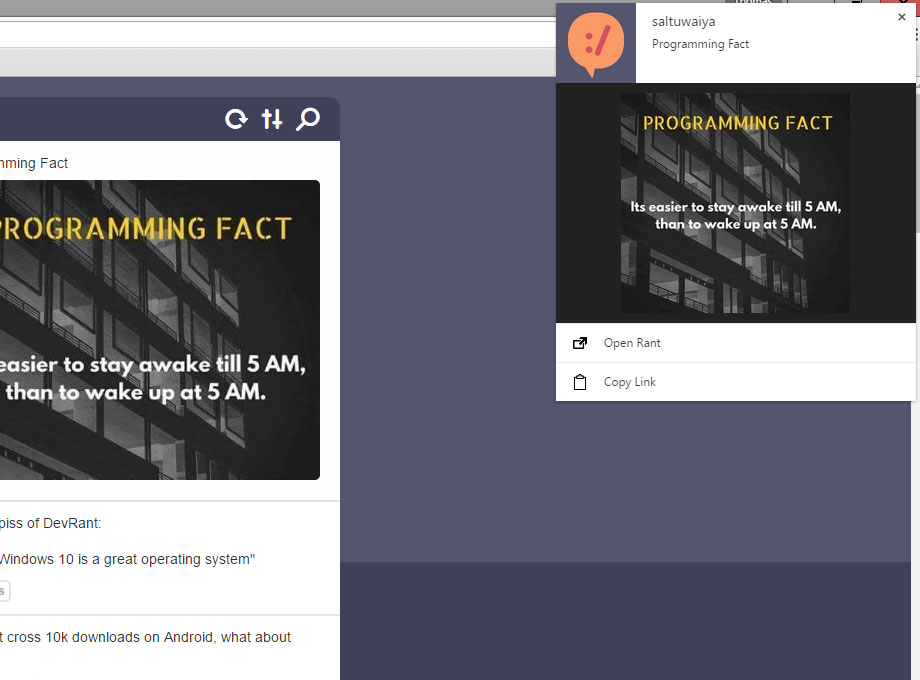 saltuwaiya
Programming Fact
PROGRAMMING FACT
Its easier to stay awake till 5 AM,
than to wake up at 5 AM.
Open Rant
Copy Link
mming Fact
PROGRAMMING FACT
easier to stay awake till 5 AM,
than to wake up at 5 AM.
piss of DevRant:
Windows 10 is a great operating system"
s
t cross 10k downloads on Android, what about